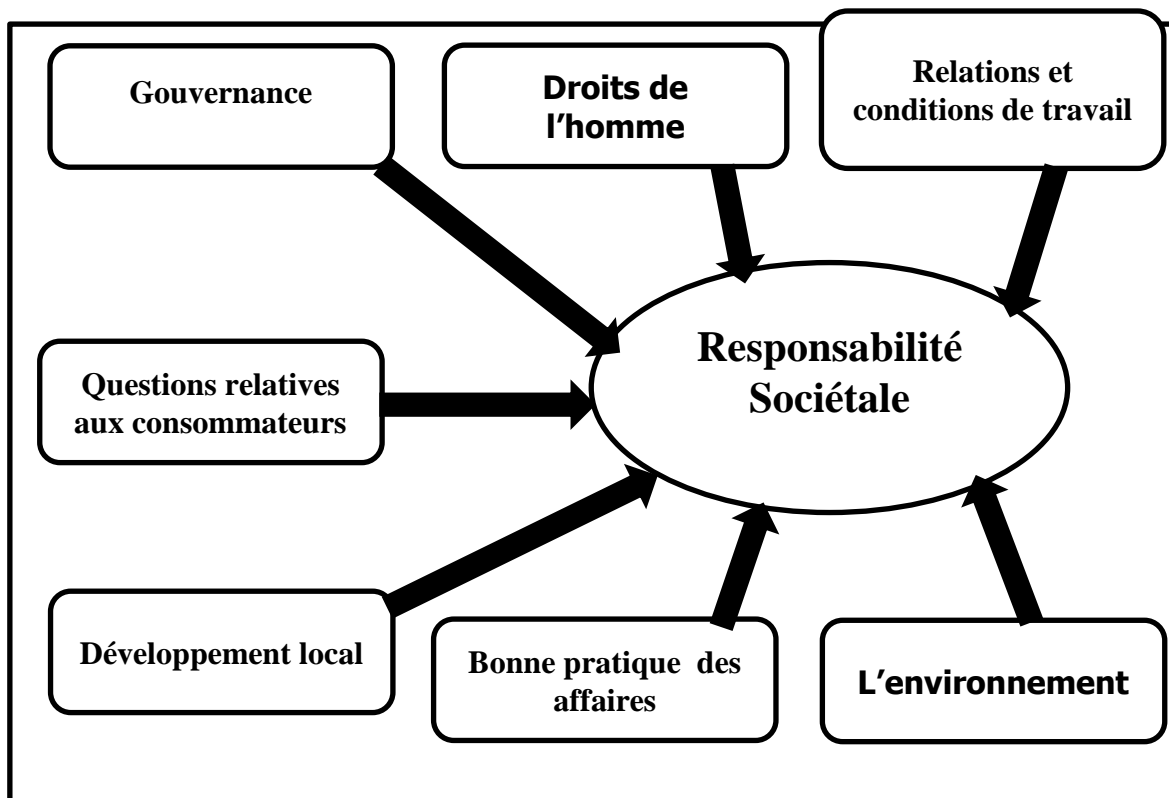 Gouvernance
Droits de
l’homme
Relations et
conditions de travail
Responsabilité
Sociétale
Questions relatives
aux consommateurs
Développement local
Bonne pratique  des
affaires
L’environnement